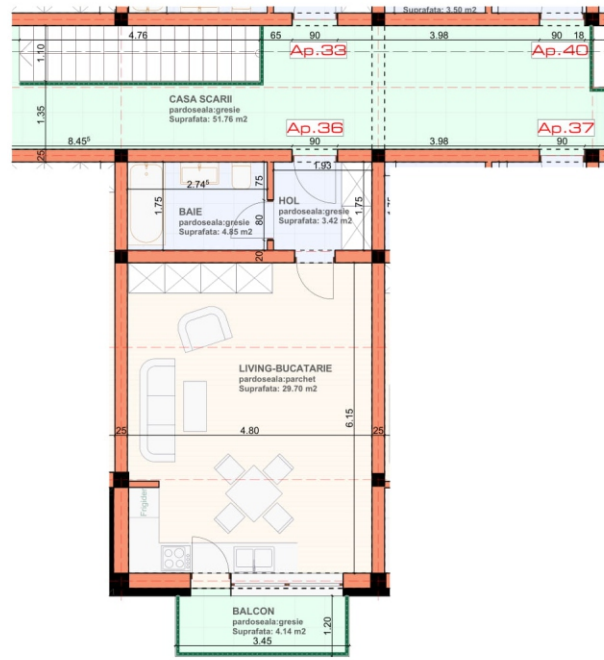 Suprafata: 3.50 m2
4.76
65
90
3.98
90
18
Ap.33
Ap.40
1.10
CASA SCARII
pardoseala:gresie
Suprafata: 51.76 m2
1.35
Ap.36
Ap.37
8.45⁵
90
3.98
90
25
1.93
2.74⁵
75
HOL
pardoseala:gresie
Suprafata: 3.42 m2
1.75
1.75
BAIE
pardoseala:gresie
Suprafata: 4.85 m2
80
20
LIVING-BUCATARIE
pardoseala:parchet
Suprafata: 29.70 m2
6.15
25
4.80
25
Frigider
BALCON
pardoseala:gresie
Suprafata: 4.14 m2
1.20
3.45